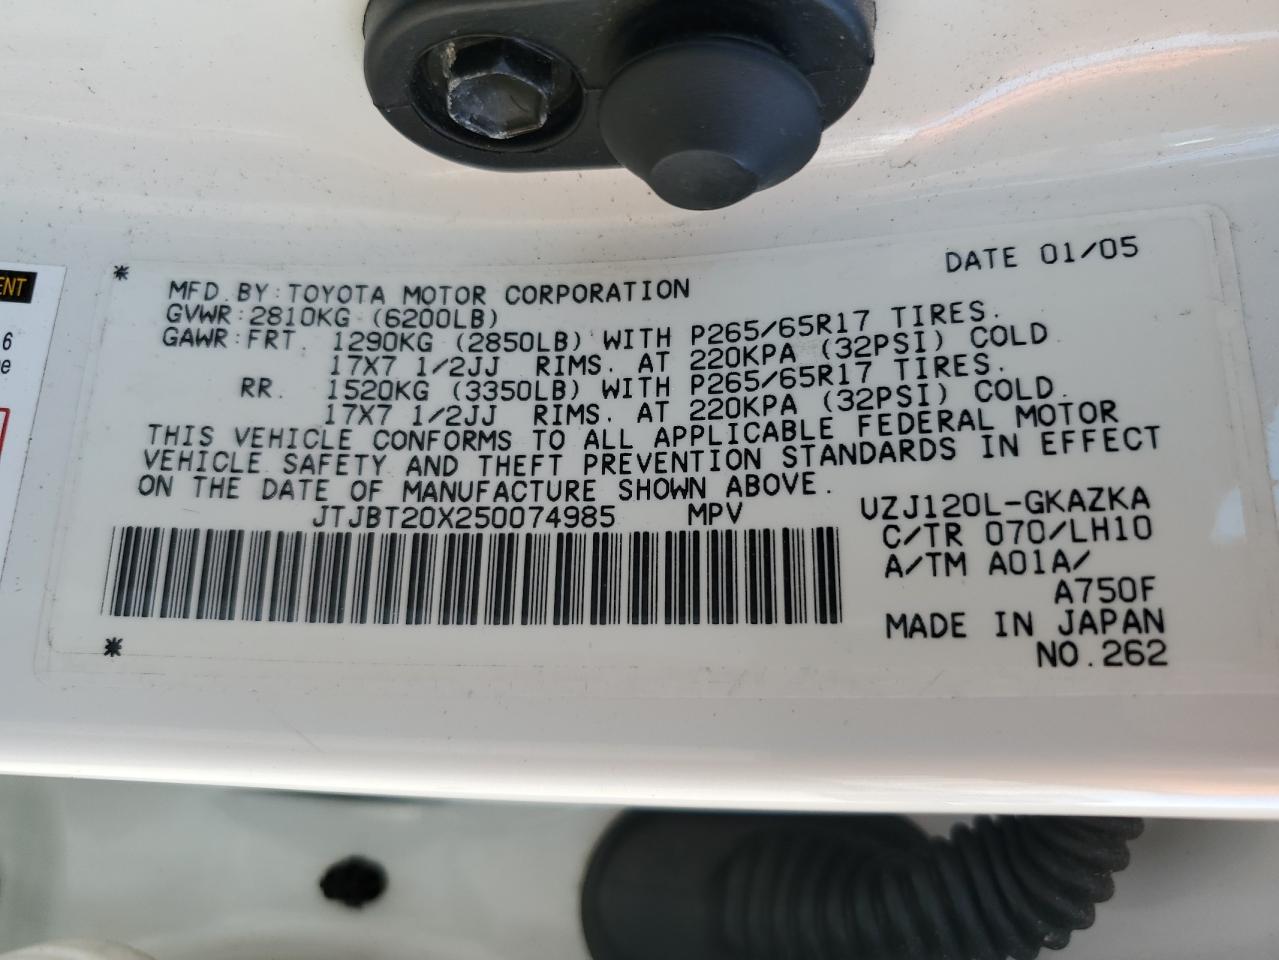 DATE 01/05
MFD. BY: TOYOTA MOTOR CORPORATION
GVWR: 2810KG (6200LB)
GAWR: FRT. 1290KG (2850LB) WITH P265/65R17 TIRES.
17X7 1/2JJ RIMS. AT 220KPA (32PSI) COLD
RR. 1520KG (3350LB) WITH P265/65R17 TIRES.
17X7 1/2JJ RIMS. AT 220KPA (32PSI) COLD.
THIS VEHICLE CONFORMS TO ALL APPLICABLE FEDERAL MOTOR
VEHICLE SAFETY AND THEFT PREVENTION STANDARDS IN EFFECT
ON THE DATE OF MANUFACTURE SHOWN ABOVE.
JTJBT20X250074985 MPV UZJ120L-GKAZKA
C/TR 070/LH10
A/TM A01A/
A750F
MADE IN JAPAN
NO.262
6